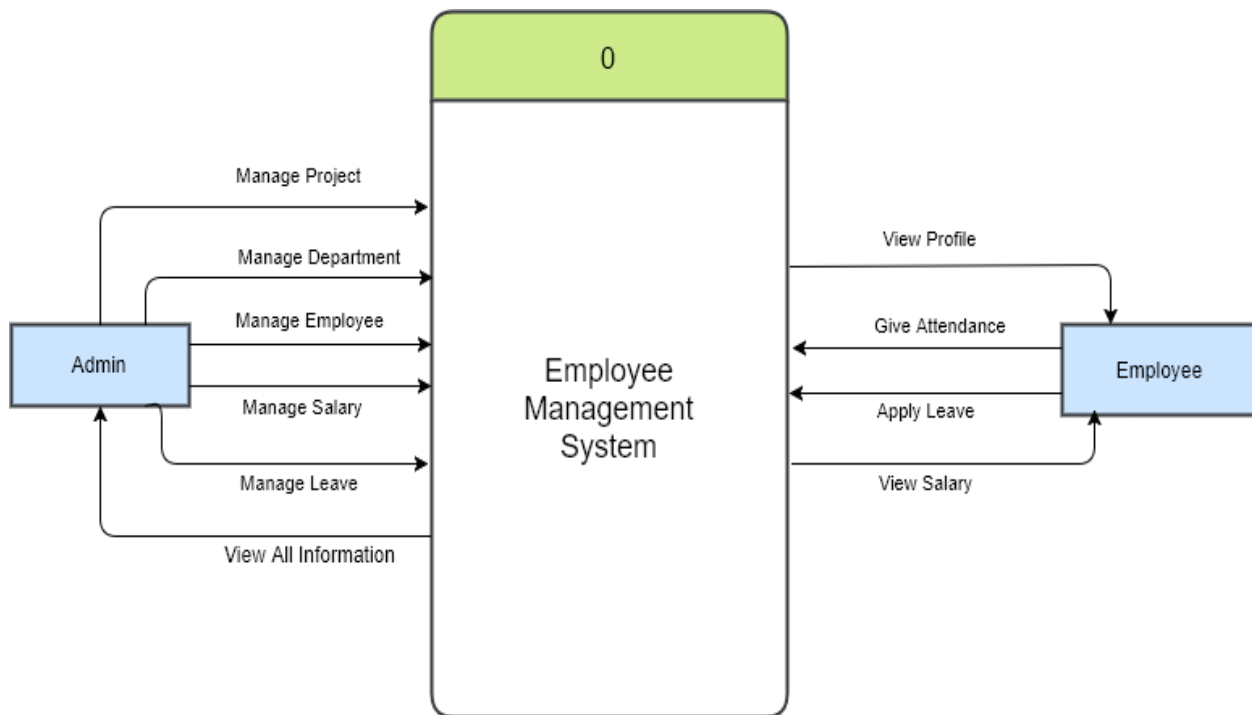 0
Manage Project
Manage Department
Manage Employee
Admin
Manage Salary
Manage Leave
View All Information
Employee
Management
System
View Profile
Give Attendance
Employee
Apply Leave
View Salary